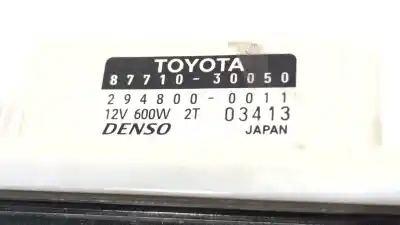 TOYOTA
87710-30050
294800-0011
12V 600W 2T 03413
DENSO JAPAN